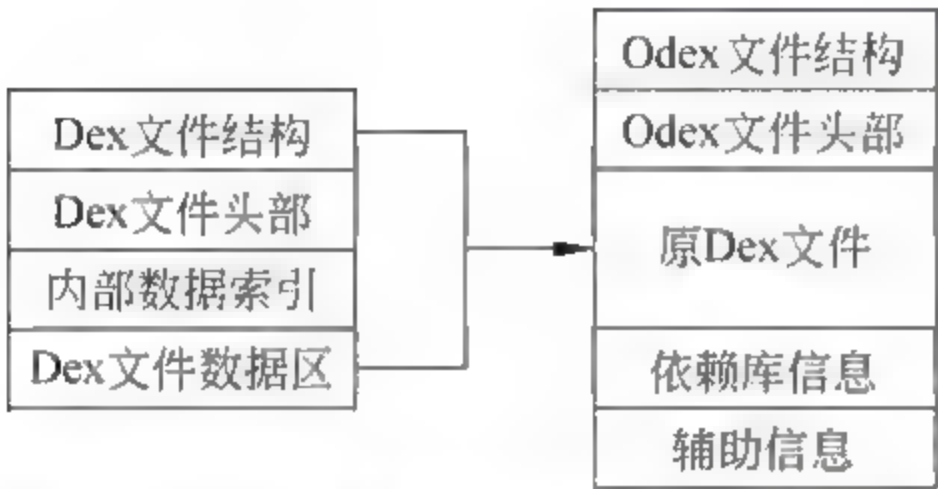 Dex文件结构
Dex文件头部
内部数据索引
Dex文件数据区
Odex文件结构
Odex文件头部
原Dex文件
依赖库信息
辅助信息